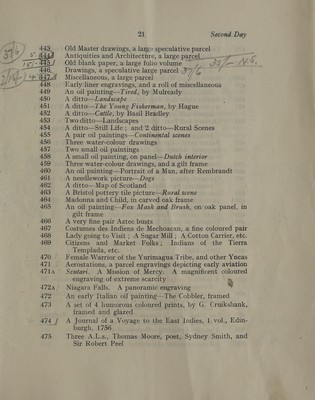 21 Second Day
443 Old Master drawings, a large speculative parcel
444 Antiquities and Architecture, a large parcel
445 Old blank paper, a large folio volume
446 Drawings, a speculative large parcel 37/6
447 Miscellaneous, a large parcel
448 Early liner engravings, and a roll of miscellaneous
449 An oil painting—Tired, by Mulready
450 A ditto—Landscape
451 A ditto—The Young Fisherman, by Hague
452 A ditto—Cattle, by Basil Bradley
453 Two ditto—Landscapes
454 A ditto—Still Life; and 2 ditto—Rural Scenes
455 A pair oil paintings—Continental scenes
456 Three water-colour drawings
457 Two small oil paintings
458 A small oil painting, on panel—Dutch interior
459 Three water-colour drawings, and a gilt frame
460 An oil painting—Portrait of a Man, after Rembrandt
461 A needlework picture—Dogs
462 A ditto—Map of Scotland
463 A Bristol pottery tile picture—Rural scene
464 Madonna and Child, in carved oak frame
465 An oil painting—Fox Mask and Brush, on oak panel, in
gilt frame
466 A very fine pair Aztec busts
467 Costumes des Indiens de Mechoacan, a fine coloured pair
468 Lady going to Visit; A Sugar Mill; A Cotton Carrier, etc.
469 Citizens and Market Folks; Indians of the Tierra
Templada, etc.
470 Female Warrior of the Yurimagua Tribe, and other Yncas
471 Aerostations, a parcel engravings depicting early aviation
471A Scutari. A Mission of Mercy. A magnificent coloured
engraving of extreme scarcity
472A Niagara Falls. A panoramic engraving
472 An early Italian oil painting—The Cobbler, framed
473 A set of 4 humorous coloured prints, by G. Cruikshank,
framed and glazed
474 A Journal of a Voyage to the East Indies, 1 vol., Edin-
burgh, 1756
475 Three A.L.s., Thomas Moore, poet, Sydney Smith, and
Sir Robert Peel